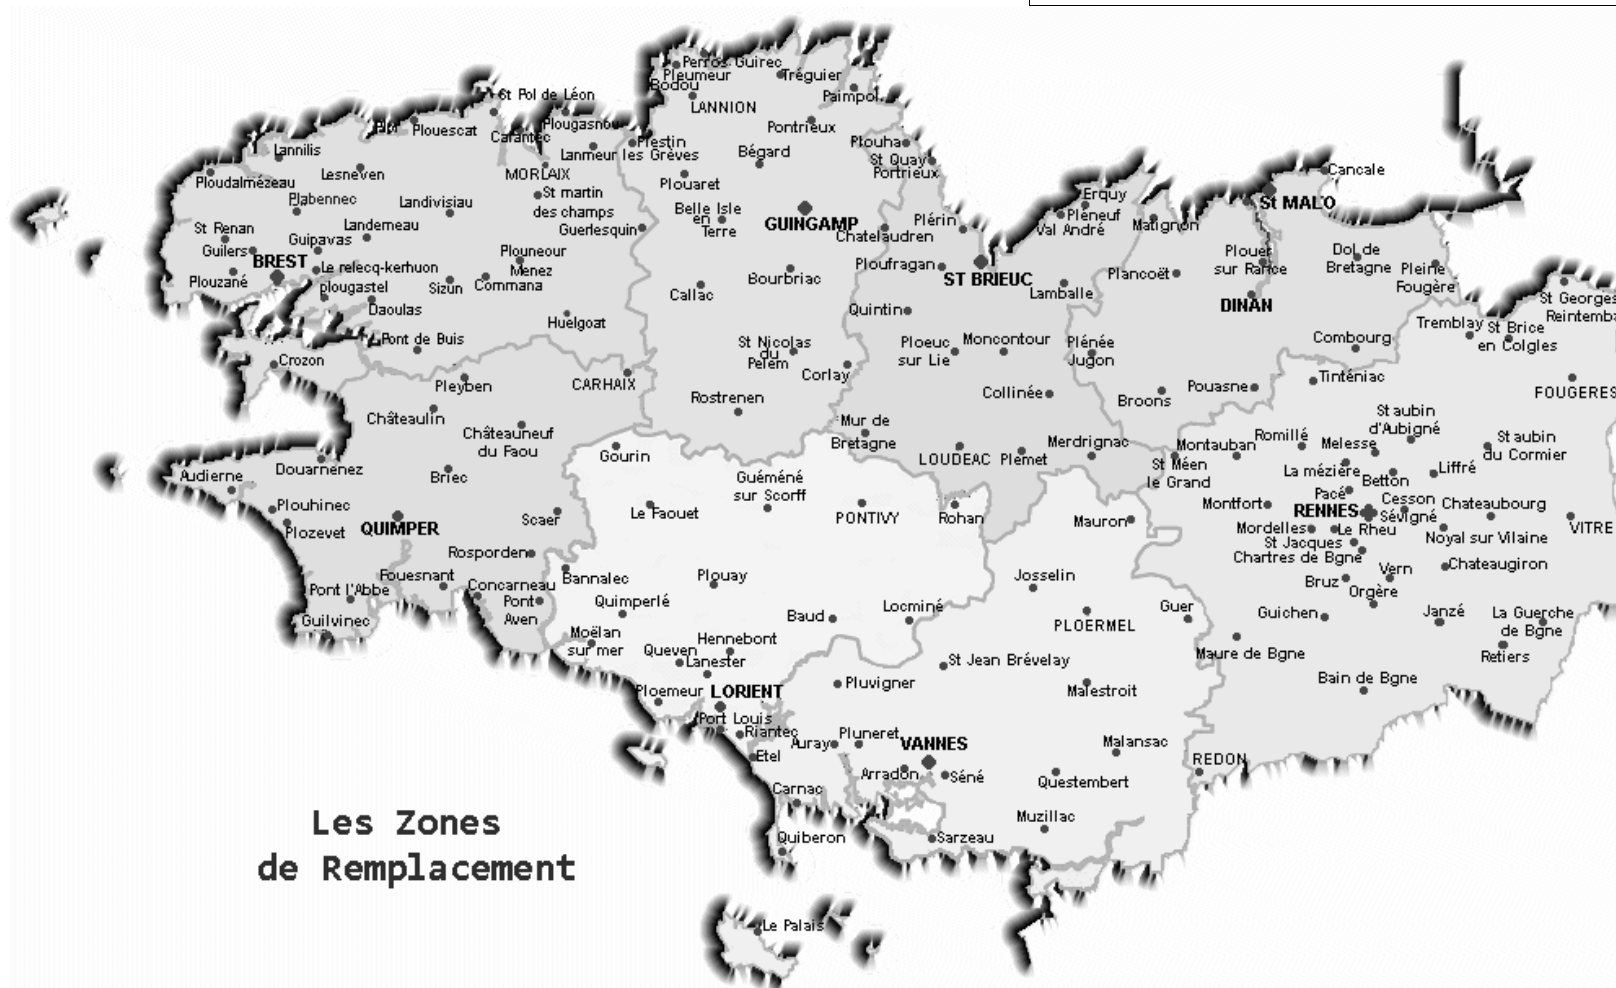 Perros Guirec
Pleumeur
Bodou
Tréguier
LANNION
Paimpol
St Pol de Léon
Plouescat
Carantec
Plougasnou
Lanmeur
Plestin
les Grèves
Pontrieux
Bégard
Plouha
St Quay
Portrieux
Lannilis
Ploudalmézeau
Lesneven
MORLAIX
St martin
des champs
Plouaret
Plabennec
Landivisiau
Guerlesquin
Belle Isle
en
Terre
GUINGAMP
Chatelaudren
Plérin
Erquy
Pléneuf
Val André
Matignon
Cancale
St MALO
St Renan
Guilers
Landerneau
Guipavas
BREST
Le relecq-kerhuon
Plouzané
plougastel
Daoulas
Sizun
Plouneour
Menez
Commana
Huelgoat
Callac
Bourbriac
Ploufragan
ST BRIEUC
Lamballe
Quintin
Plancoët
Plouer
sur Rance
DINAN
Dol de
Bretagne
Pleine
Fougère
St Georges
Reintemba
Tremblay
St Brice
en Colgles
Combourg
Crozon
Pont de Buis
Pleyben
CARHAIX
St Nicolas
du
Pelem
Corlay
Ploeuc
sur Lie
Moncontour
Plénée
Jugon
Collinée
Broons
Pouasne
Tinténiac
FOUGERES
Châteaulin
Châteauneuf
du Faou
Rostrenen
Mur de
Bretagne
LOUDEAC
Plemet
Merdrignac
Montauban
St Méen
le Grand
Romillé
Melesse
St aubin
d'Aubigné
St aubin
du Cormier
La mézière
Betton
Liffré
Audierne
Douarnenez
Briec
Gourin
Guéméné
sur Scorff
Plouhinec
Plozevet
QUIMPER
Scaer
Le Faouet
PONTIVY
Rohan
Mauron
Montfort
Pacé
Cesson
Sévigné
RENNES
Chateaubourg
VITRE
Mordelles
Le Rheu
St Jacques
Chartres de Bgne
Noyal sur Vilaine
Vern
Chateaugiron
Bruz
Orgère
Rosporden
Fouesnant
Concarneau
Bannalec
Plouay
Josselin
Pont l'Abbe
Pont
Aven
Quimperlé
Baud
Locminé
PLOERMEL
Guer
Guichen
Janzé
La Guerche
de Bgne
Retiers
Guilvinec
Moëlan
sur mer
Hennebont
Queven
Lanester
St Jean Brévelay
Maure de Bgne
Bain de Bgne
Ploemeur
LORIENT
Pluvigner
Malestroit
Port Louis
Riantec
Etel
Auray
Pluneret
VANNES
Malansac
REDON
Arradon
Séné
Questembert
Carnac
Muzillac
Quiberon
Sarzeau
Les Zones
de Remplacement
Le Palais